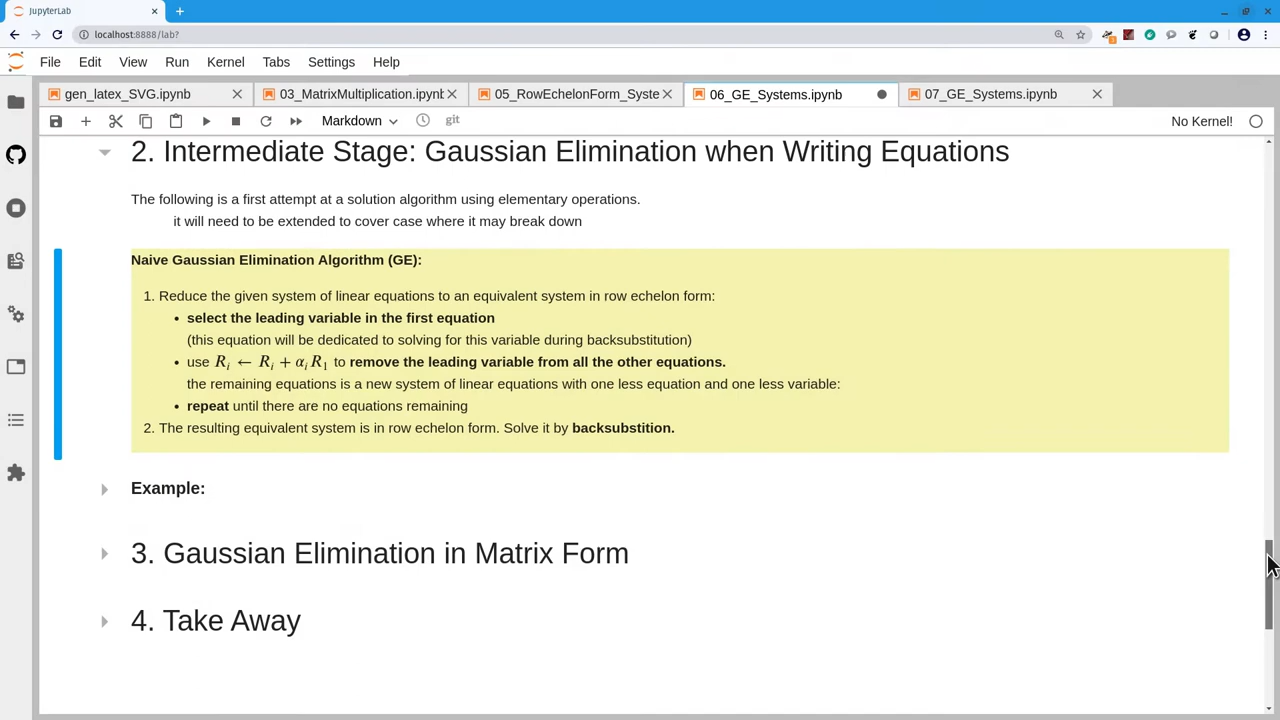 JupyterLab
localhost:8888/lab?
File Edit View Run Kernel Tabs Settings Help
gen_latex_SVG.ipynb 03_MatrixMultiplication.ipynb 05_RowEchelonForm_Syste 06_GE_Systems.ipynb 07_GE_Systems.ipynb
Markdown git No Kernel!
2. Intermediate Stage: Gaussian Elimination when Writing Equations
The following is a first attempt at a solution algorithm using elementary operations.
it will need to be extended to cover case where it may break down
Naive Gaussian Elimination Algorithm (GE):
1. Reduce the given system of linear equations to an equivalent system in row echelon form:
• select the leading variable in the first equation
(this equation will be dedicated to solving for this variable during backsubstitution)
• use R_i ← R_i + α_i R_1 to remove the leading variable from all the other equations.
the remaining equations is a new system of linear equations with one less equation and one less variable:
• repeat until there are no equations remaining
2. The resulting equivalent system is in row echelon form. Solve it by backsubstition.
Example:
3. Gaussian Elimination in Matrix Form
4. Take Away